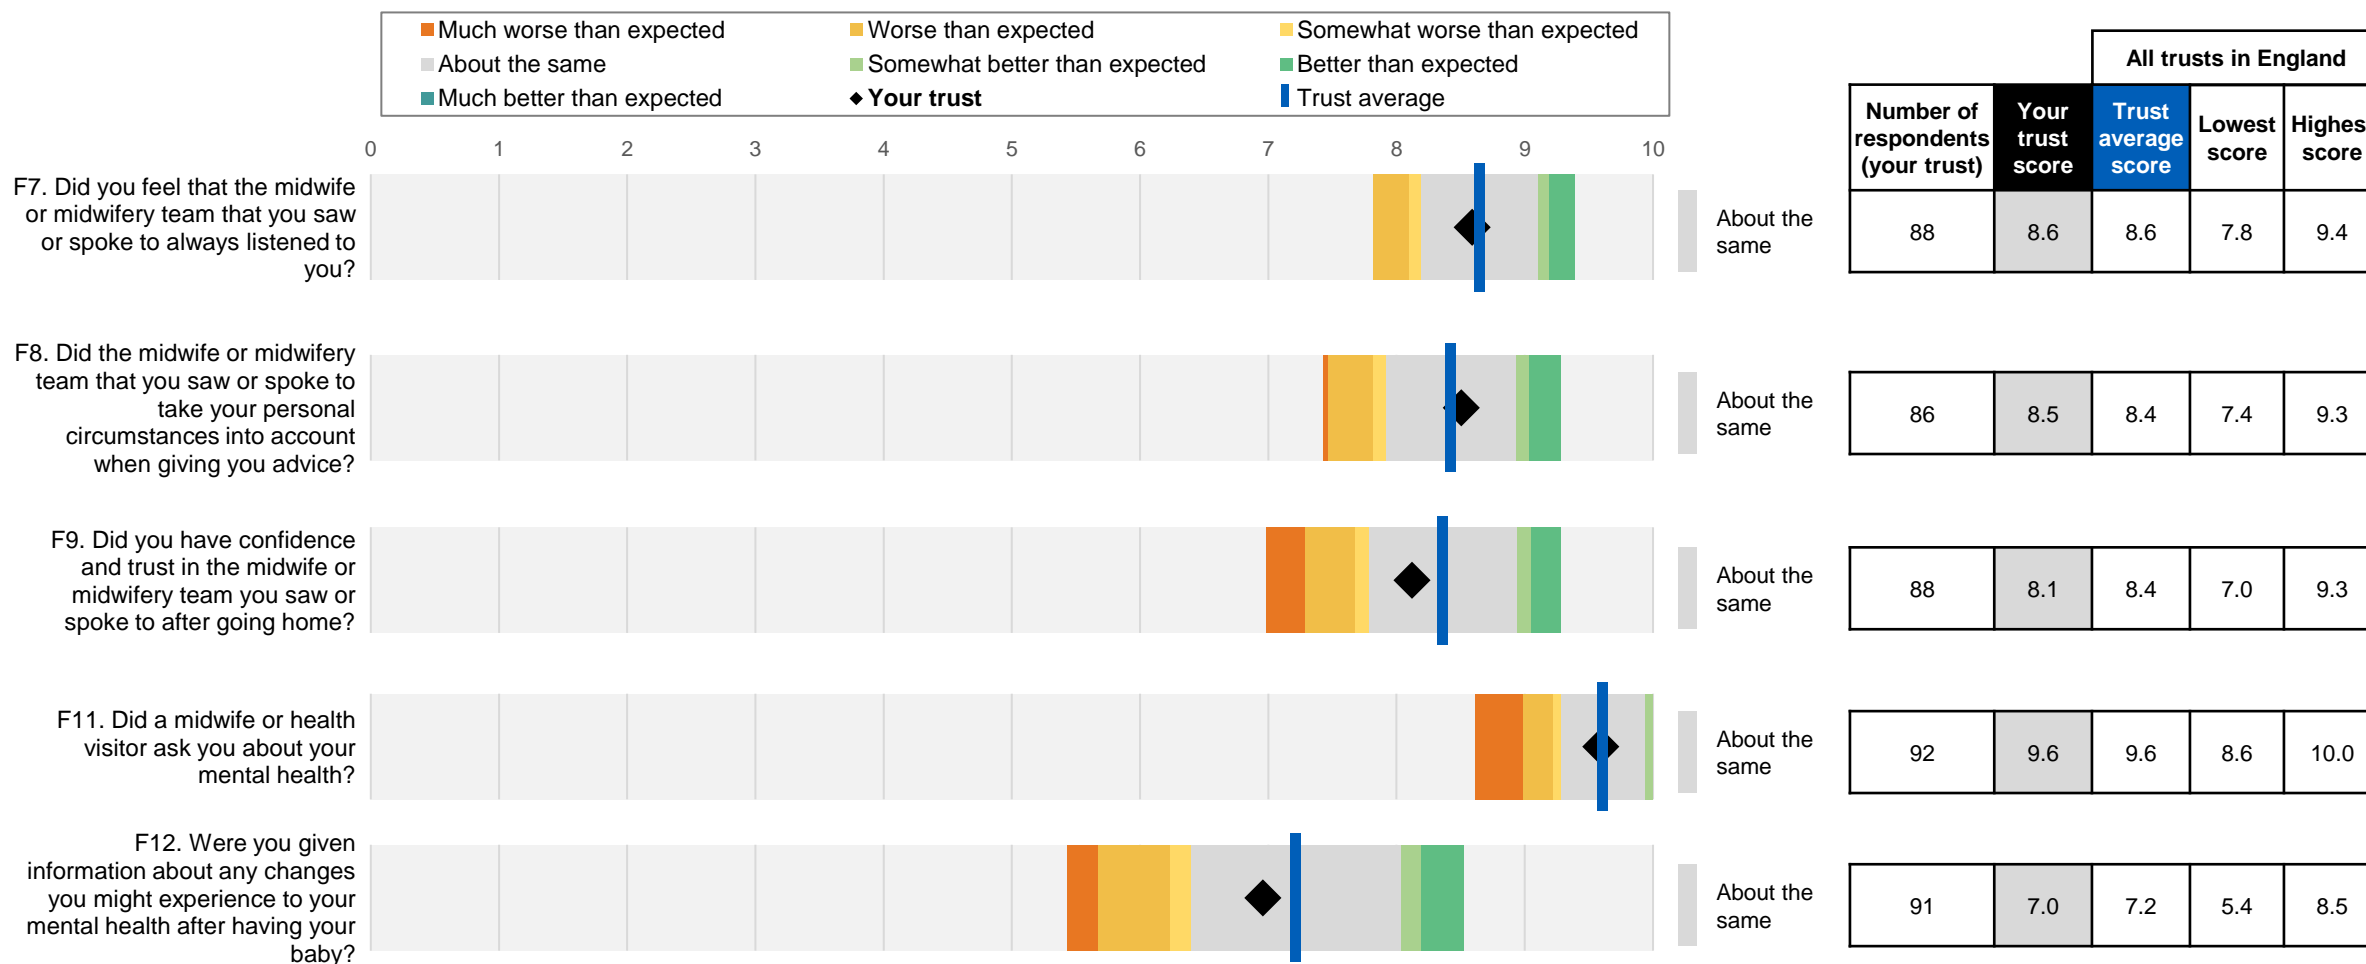 Much worse than expected
Worse than expected
Somewhat worse than expected
About the same
Somewhat better than expected
Better than expected
Much better than expected
Your trust
Trust average
All trusts in England
Number of
respondents
(your trust)
Your
trust
score
Trust
average
score
Lowest
score
Highes
score
0 1 2 3 4 5 6 7 8 9 10
F7. Did you feel that the midwife
or midwifery team that you saw
or spoke to always listened to
you?
About the
same
88 8.6 8.6 7.8 9.4
F8. Did the midwife or midwifery
team that you saw or spoke to
take your personal
circumstances into account
when giving you advice?
About the
same
86 8.5 8.4 7.4 9.3
F9. Did you have confidence
and trust in the midwife or
midwifery team you saw or
spoke to after going home?
About the
same
88 8.1 8.4 7.0 9.3
F11. Did a midwife or health
visitor ask you about your
mental health?
About the
same
92 9.6 9.6 8.6 10.0
F12. Were you given
information about any changes
you might experience to your
mental health after having your
baby?
About the
same
91 7.0 7.2 5.4 8.5